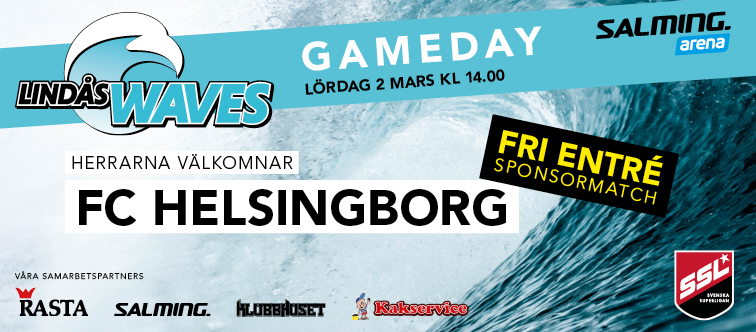 LINDÅS WAVES
GAMEDAY
LÖRDAG 2 MARS KL 14.00
SALMING.
arena
HERRARNA VÄLKOMNAR
FC HELSINGBORG
FRI ENTRÉ
SPONSORMATCH
VÅRA SAMARBETSPARTNERS
RASTA SALMING. KLUBBHUSET Kakservice
SSL
SVENSKA
SUPERLIGAN